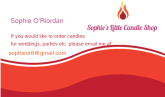 Sophie O'Riordan
Sophie's Little Candle Shop
If you would like to order candles
for weddings, parties etc please email me at
sophieorll@gmail.com